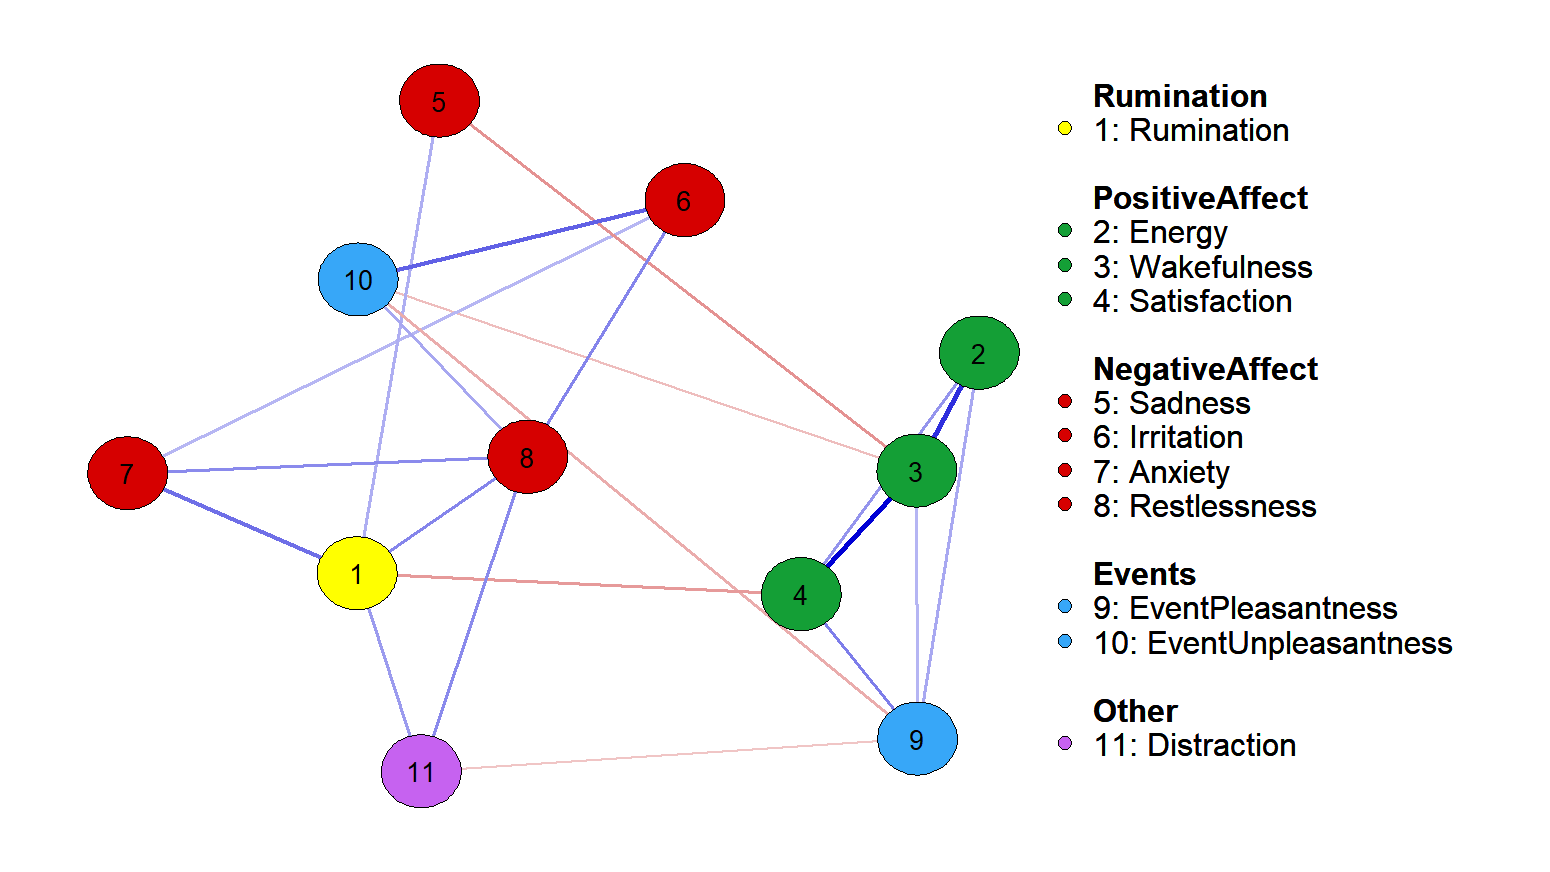 5
6
10
2
8
3
7
1
4
9
11
Rumination
1: Rumination
PositiveAffect
2: Energy
3: Wakefulness
4: Satisfaction
NegativeAffect
5: Sadness
6: Irritation
7: Anxiety
8: Restlessness
Events
9: EventPleasantness
10: EventUnpleasantness
Other
11: Distraction